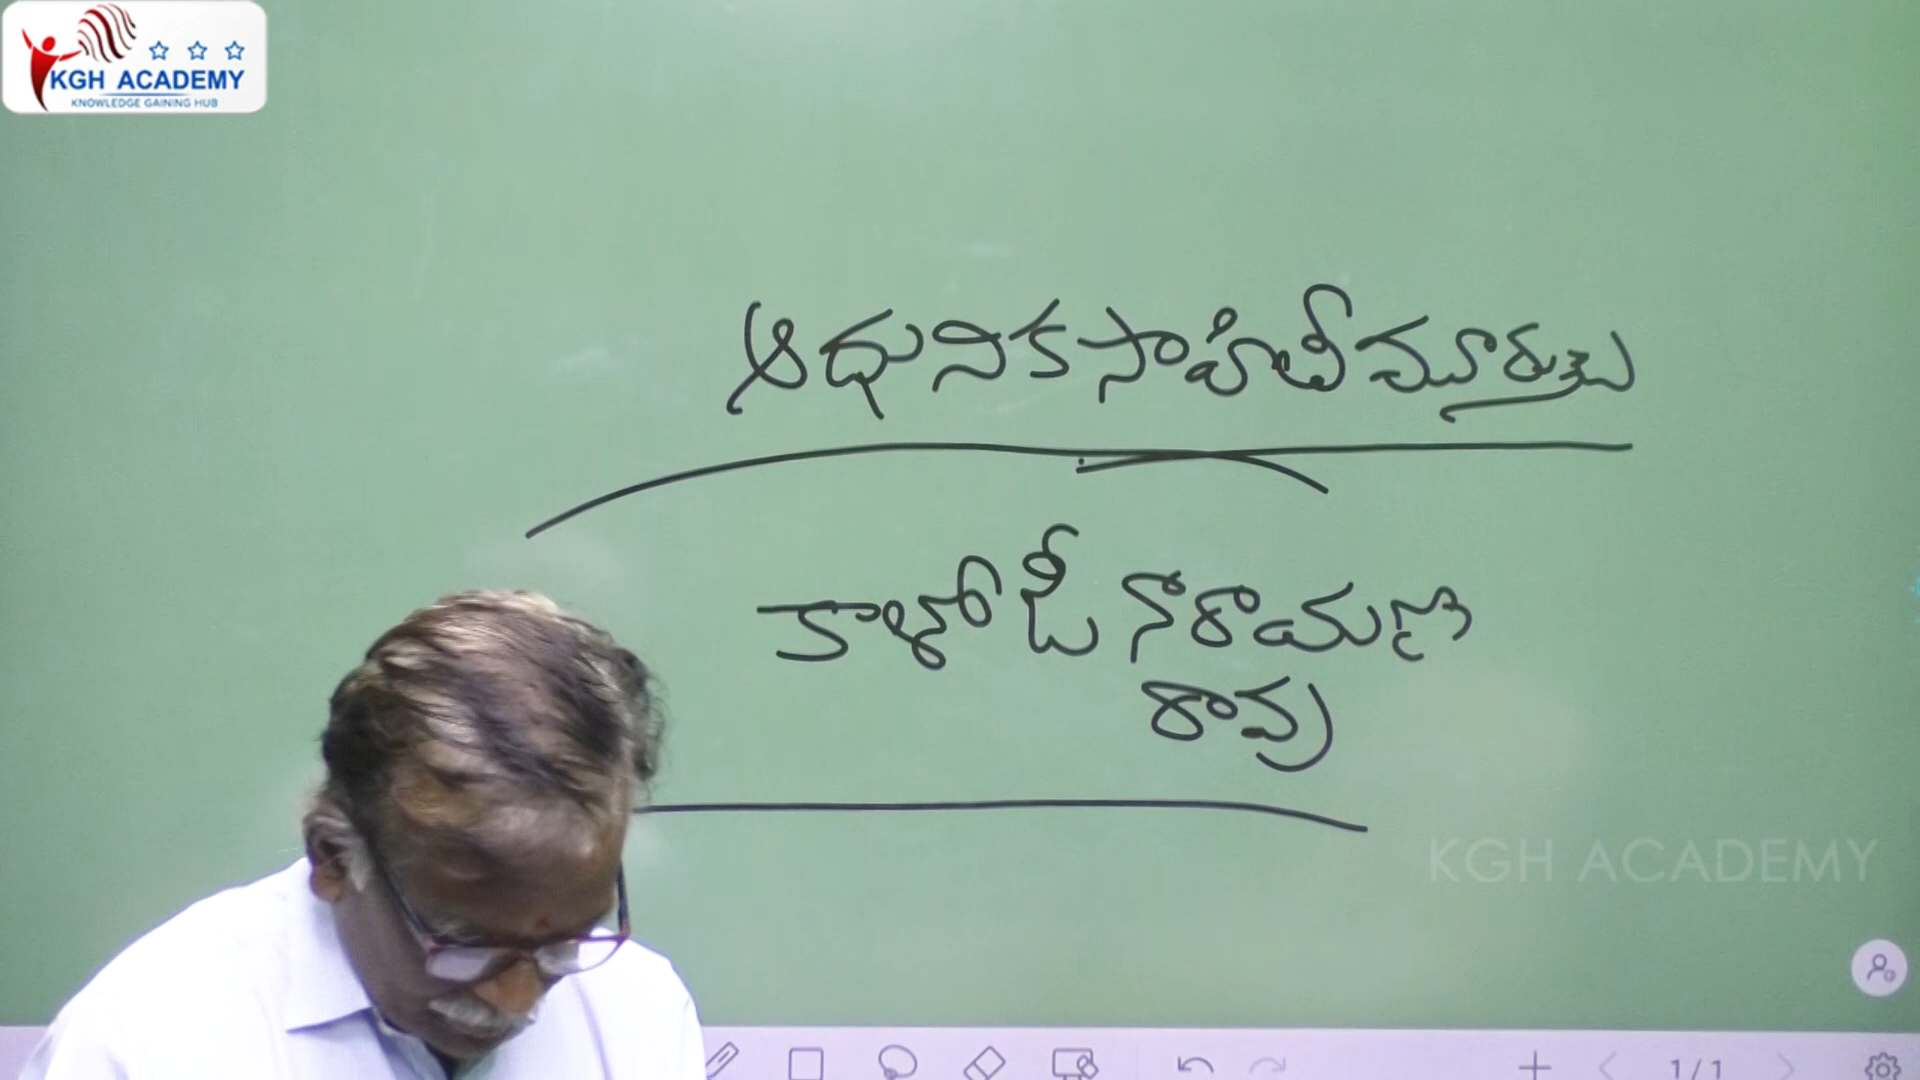 KGH ACADEMY
KNOWLEDGE GAINING HUB
ఆధునిక సాహితీమూర్తులు
కాళోజీ నారాయణ
రావు
KGH ACADEMY
1/1